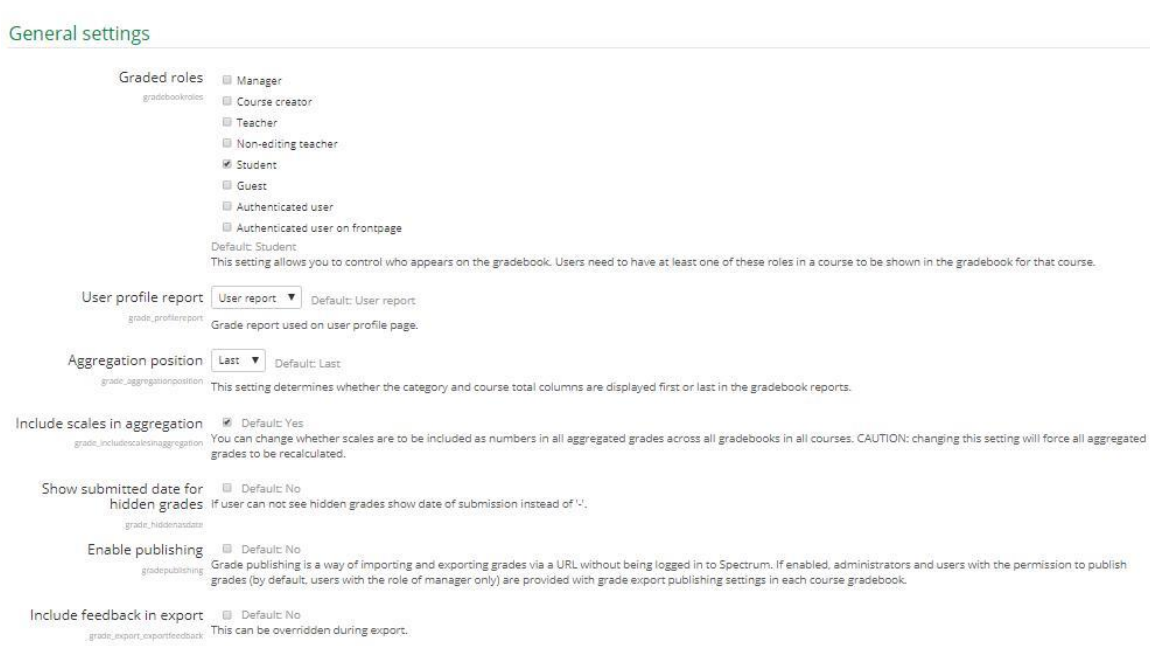 General settings
Graded roles
gradebookroles
Manager
Course creator
Teacher
Non-editing teacher
Student
Guest
Authenticated user
Authenticated user on frontpage
Default: Student
This setting allows you to control who appears on the gradebook. Users need to have at least one of these roles in a course to be shown in the gradebook for that course.
User profile report User report ▼ Default: User report
grade_profilereport
Grade report used on user profile page.
Aggregation position Last ▼ Default: Last
grade_aggregationposition
This setting determines whether the category and course total columns are displayed first or last in the gradebook reports.
Include scales in aggregation Default: Yes
grade_includescalesinaggregation
You can change whether scales are to be included as numbers in all aggregated grades across all gradebooks in all courses. CAUTION: changing this setting will force all aggregated
grades to be recalculated.
Show submitted date for Default: No
hidden grades If user can not see hidden grades show date of submission instead of '-'.
grade_hiddenasdate
Enable publishing Default: No
gradepublishing
Grade publishing is a way of importing and exporting grades via a URL without being logged in to Spectrum. If enabled, administrators and users with the permission to publish
grades (by default, users with the role of manager only) are provided with grade export publishing settings in each course gradebook.
Include feedback in export Default: No
grade_export_exportfeedback
This can be overridden during export.